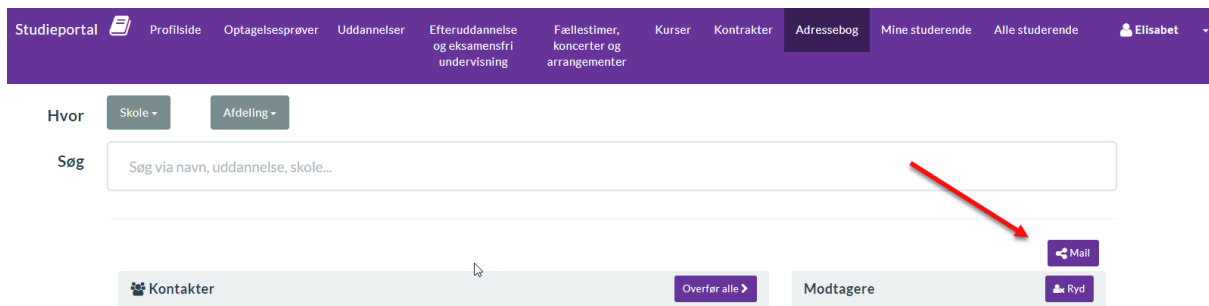 Studieportal Profilside Optagelsesprøver Uddannelser Efteruddannelse og eksamensfri undervisning Fællestimer, koncerter og arrangementer Kurser Kontrakter Adressebog Mine studerende Alle studerende Elisabet
Hvor Skole Afdeling
Søg Søg via navn, uddannelse, skole...
Mail
Kontakter Overfør alle Modtagere Ryd